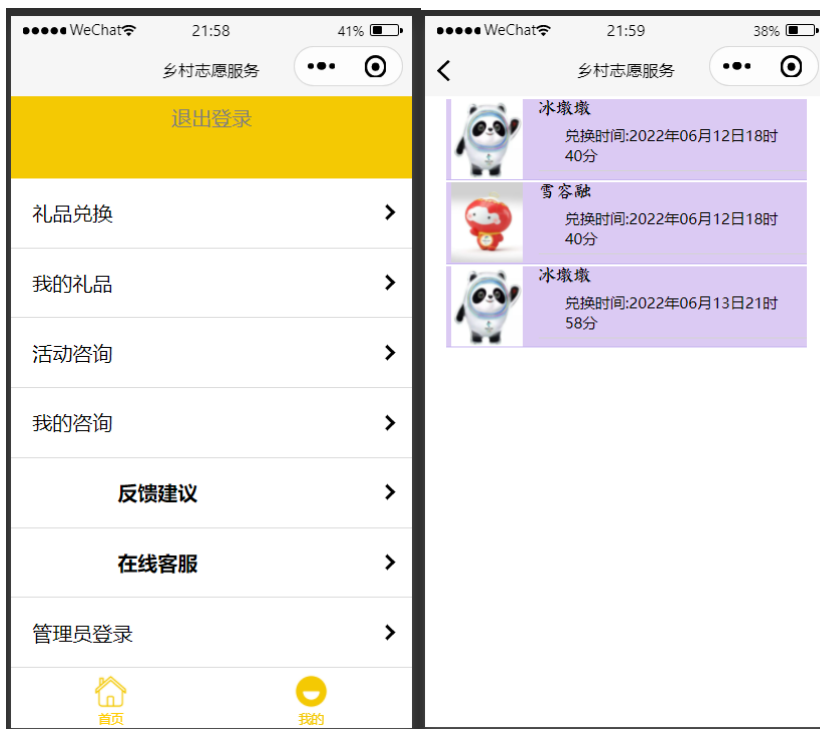 WeChat 21:58 41%
乡村志愿服务
退出登录
礼品兑换
我的礼品
活动咨询
我的咨询
反馈建议
在线客服
管理员登录
首页 我的
WeChat 21:59 38%
乡村志愿服务
冰墩墩
兑换时间:2022年06月12日18时
40分
雪容融
兑换时间:2022年06月12日18时
40分
冰墩墩
兑换时间:2022年06月13日21时
58分